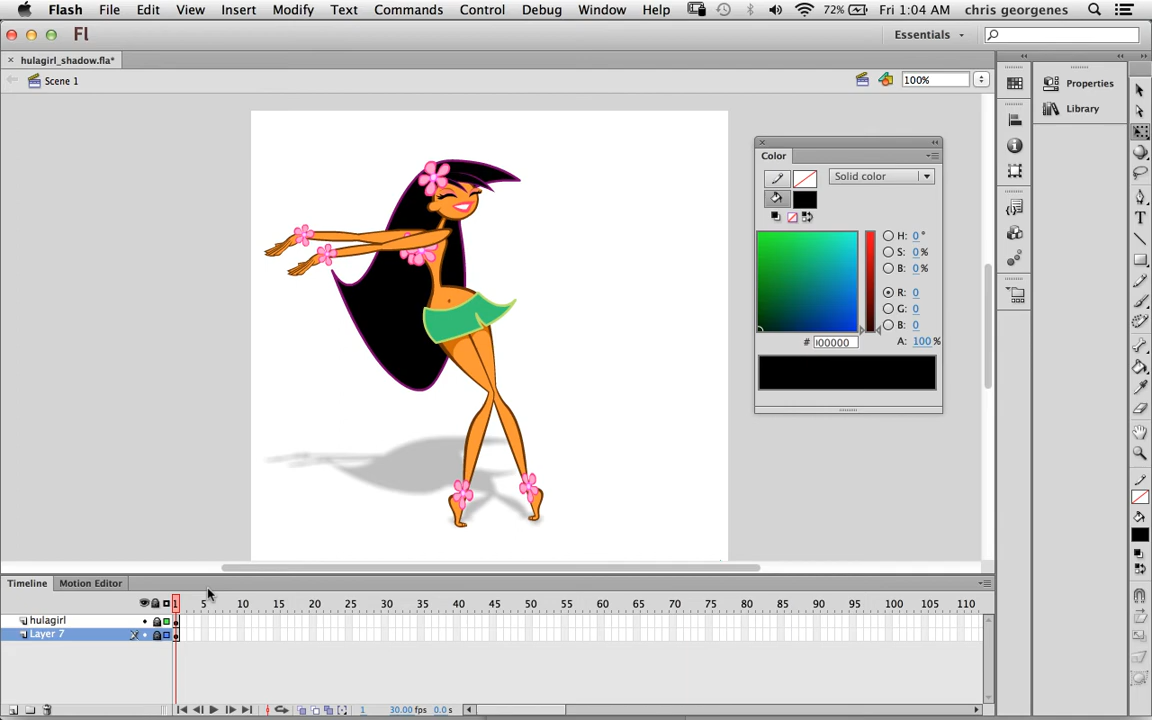 Flash File Edit View Insert Modify Text Commands Control Debug Window Help 72% Fri 1:04 AM chris georgenes
Fl Essentials
hulagirl_shadow.fla*
Scene 1 100%
Properties
Library
Color
Solid color
H: 0 °
S: 0 %
B: 0 %
R: 0
G: 0
B: 0
# 000000 A: 100 %
Timeline Motion Editor
1 5 10 15 20 25 30 35 40 45 50 55 60 65 70 75 80 85 90 95 100 105 110
hulagirl
Layer 7
1 30.00 fps 0.0 s